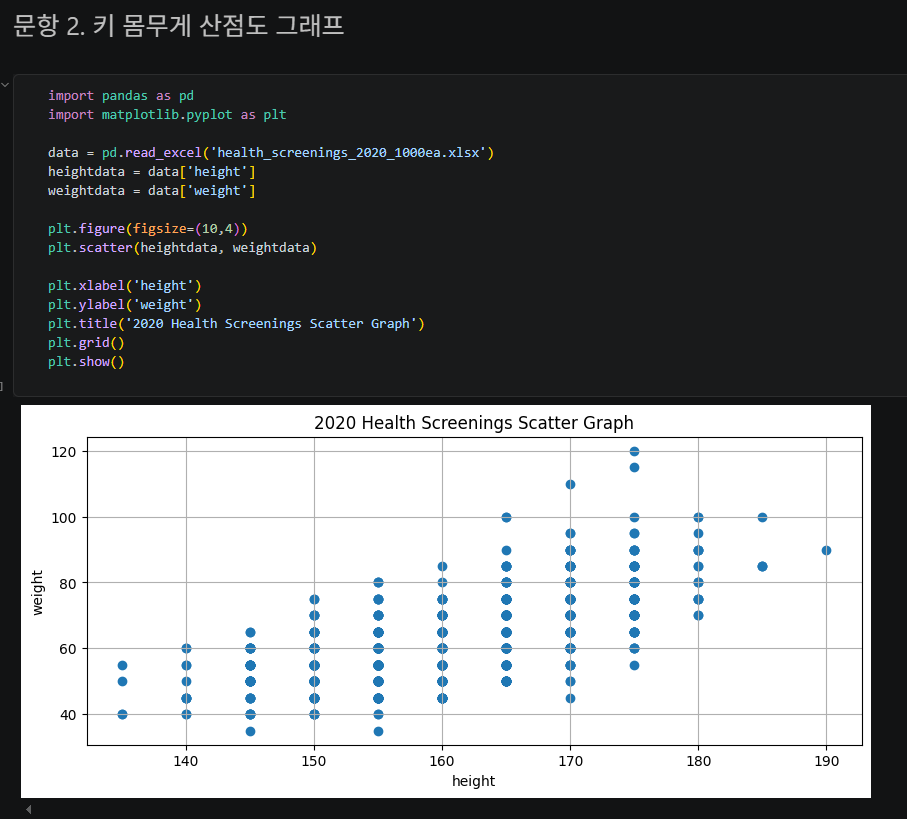 문항 2. 키 몸무게 산점도 그래프
import pandas as pd
import matplotlib.pyplot as plt
data = pd.read_excel('health_screenings_2020_1000ea.xlsx')
heightdata = data['height']
weightdata = data['weight']
plt.figure(figsize=(10,4))
plt.scatter(heightdata, weightdata)
plt.xlabel('height')
plt.ylabel('weight')
plt.title('2020 Health Screenings Scatter Graph')
plt.grid()
plt.show()
]
2020 Health Screenings Scatter Graph
120
100
80
60
40
weight
140 150 160 170 180 190
height